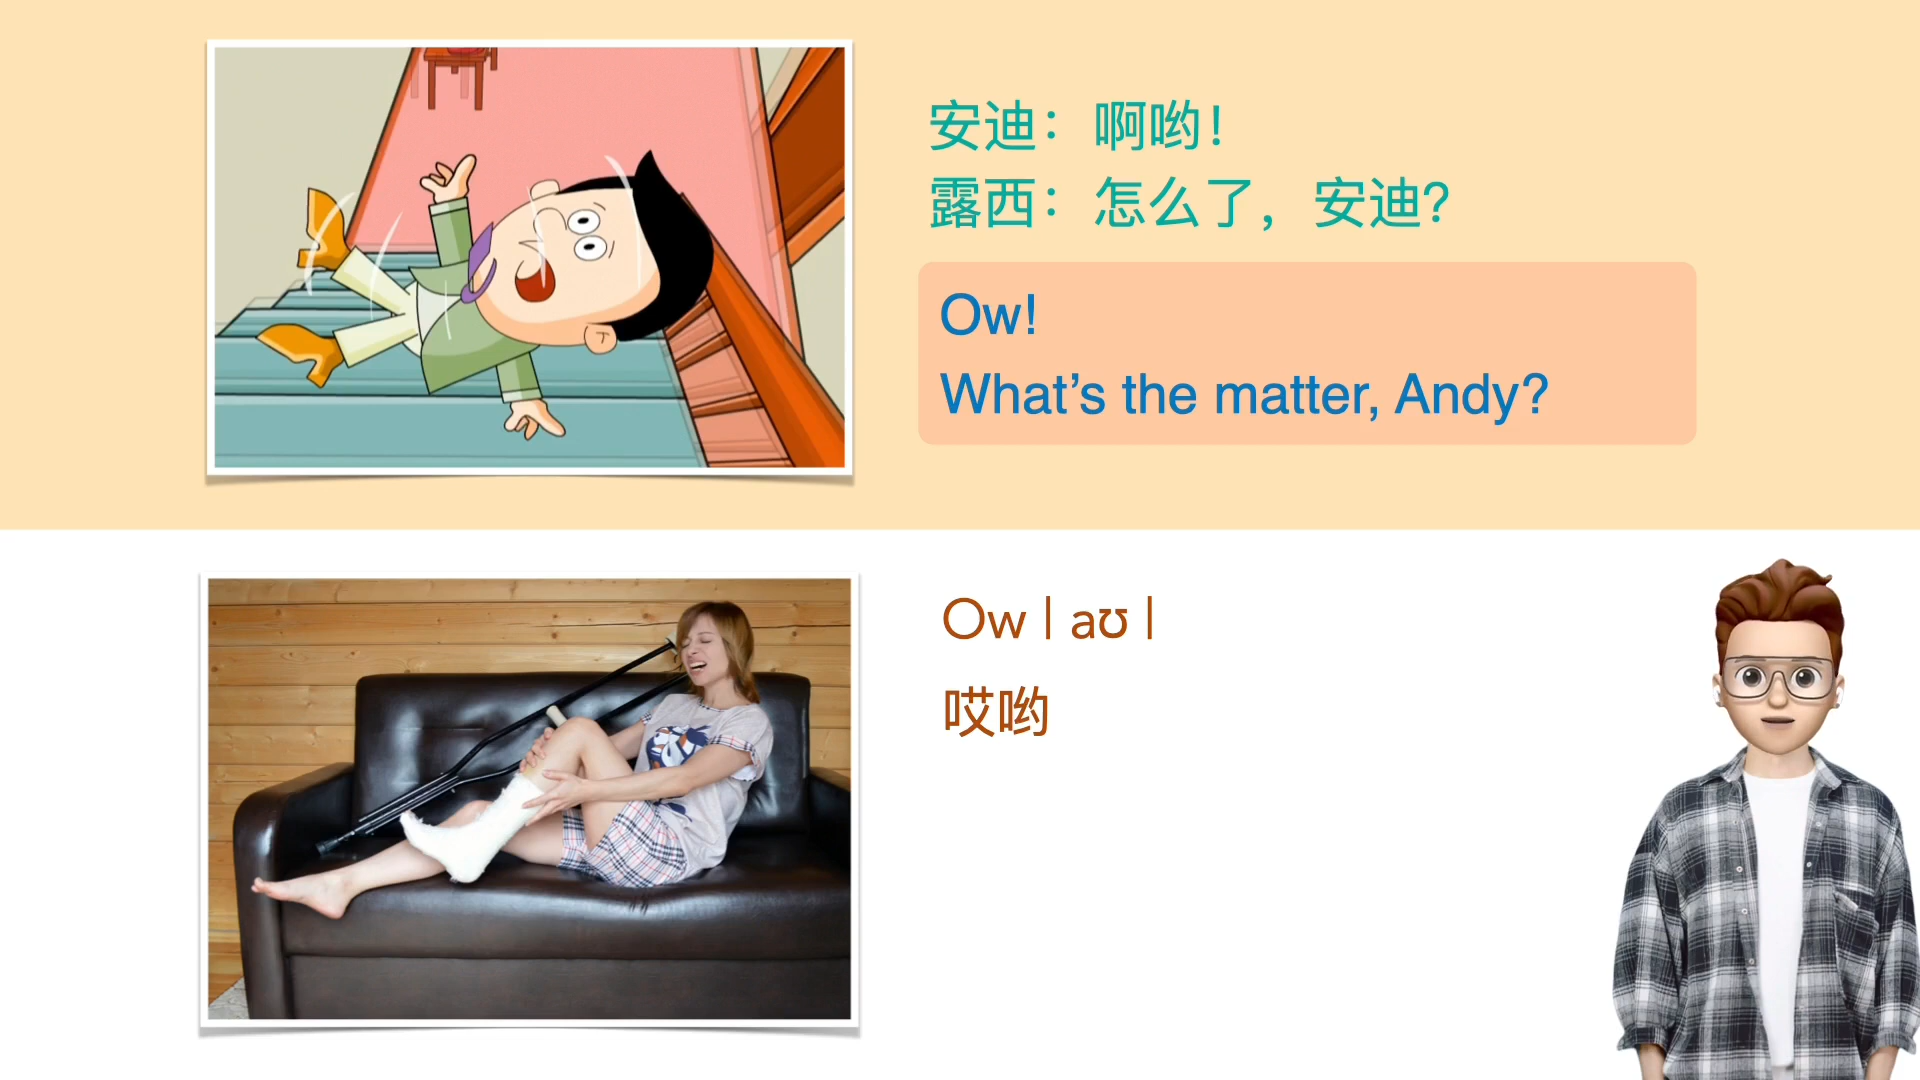 安迪：啊哟！
露西：怎么了，安迪？
Ow!
What’s the matter, Andy?
Ow | aʊ |
哎哟